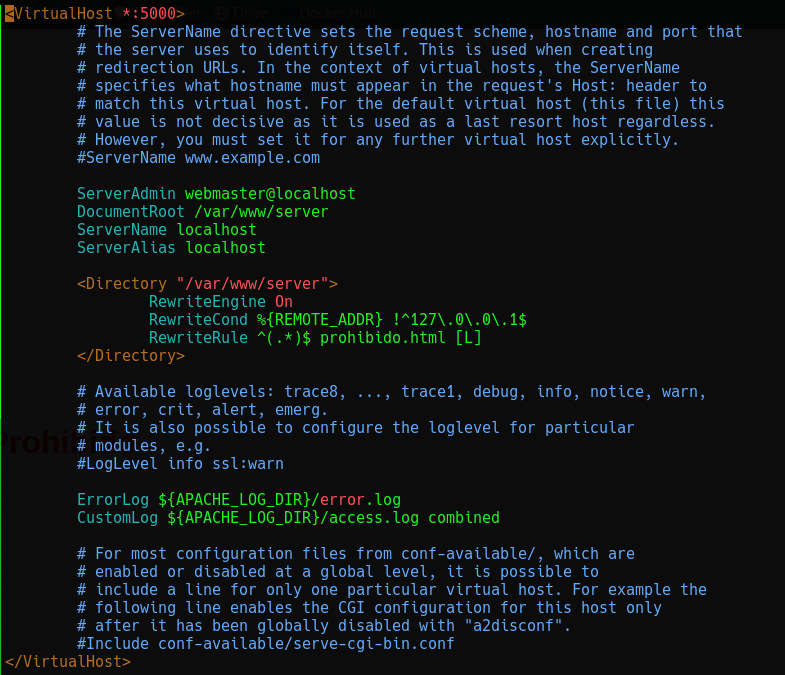 <VirtualHost *:5000>
# The ServerName directive sets the request scheme, hostname and port that
# the server uses to identify itself. This is used when creating
# redirection URLs. In the context of virtual hosts, the ServerName
# specifies what hostname must appear in the request's Host: header to
# match this virtual host. For the default virtual host (this file) this
# value is not decisive as it is used as a last resort host regardless.
# However, you must set it for any further virtual host explicitly.
#ServerName www.example.com
ServerAdmin webmaster@localhost
DocumentRoot /var/www/server
ServerName localhost
ServerAlias localhost
<Directory "/var/www/server">
RewriteEngine On
RewriteCond %{REMOTE_ADDR} !^127\.0\.0\.1$
RewriteRule ^(.*)$ prohibido.html [L]
</Directory>
# Available loglevels: trace8, ..., trace1, debug, info, notice, warn,
# error, crit, alert, emerg.
# It is also possible to configure the loglevel for particular
# modules, e.g.
#LogLevel info ssl:warn
ErrorLog ${APACHE_LOG_DIR}/error.log
CustomLog ${APACHE_LOG_DIR}/access.log combined
# For most configuration files from conf-available/, which are
# enabled or disabled at a global level, it is possible to
# include a line for only one particular virtual host. For example the
# following line enables the CGI configuration for this host only
# after it has been globally disabled with "a2disconf".
#Include conf-available/serve-cgi-bin.conf
</VirtualHost>